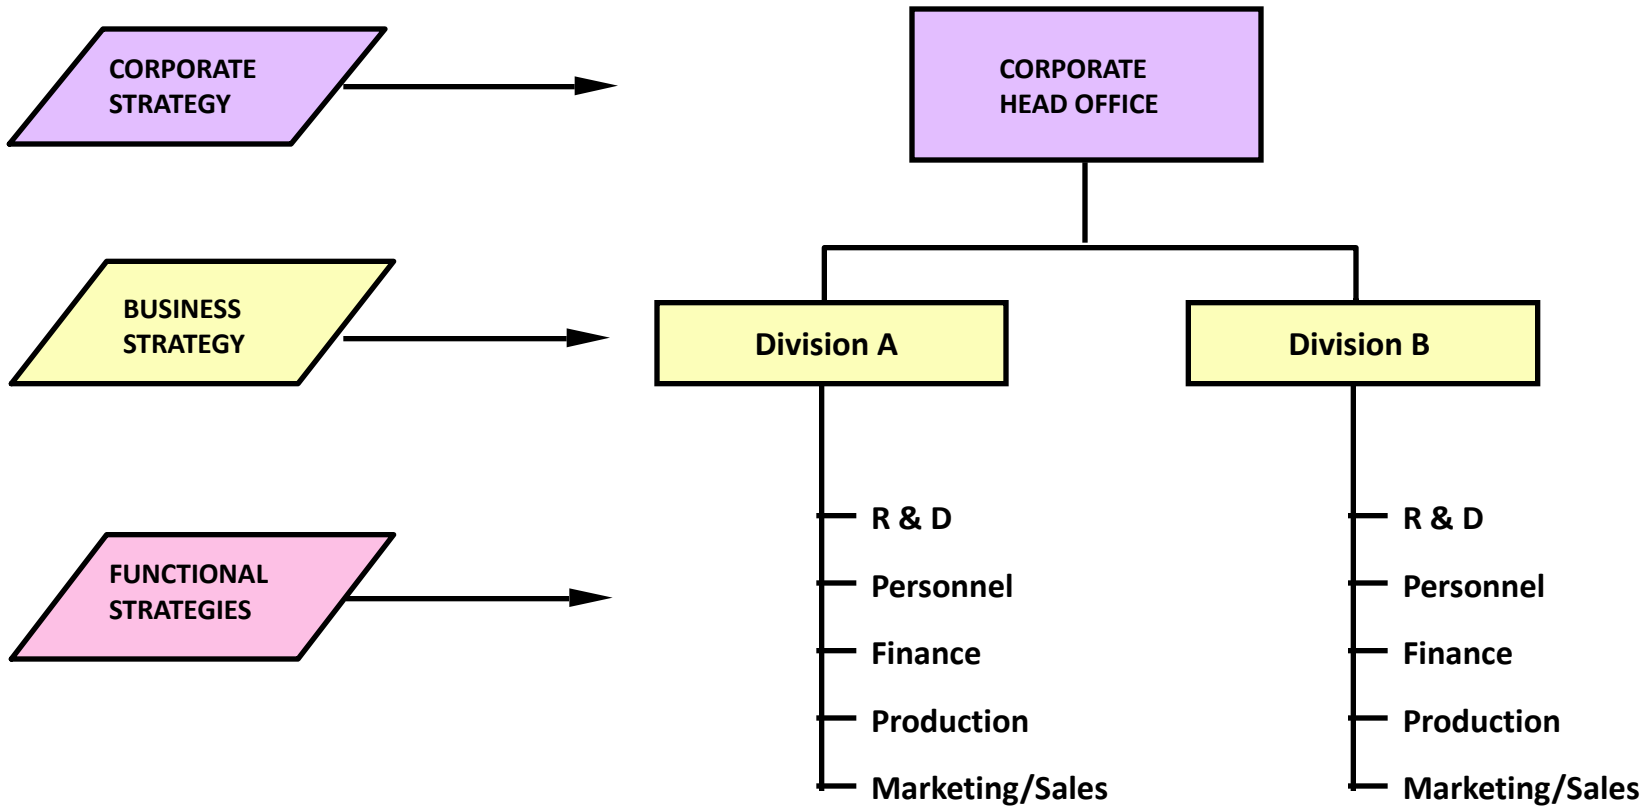 CORPORATE
STRATEGY
CORPORATE
HEAD OFFICE
BUSINESS
STRATEGY
Division A
Division B
FUNCTIONAL
STRATEGIES
R & D
Personnel
Finance
Production
Marketing/Sales
R & D
Personnel
Finance
Production
Marketing/Sales